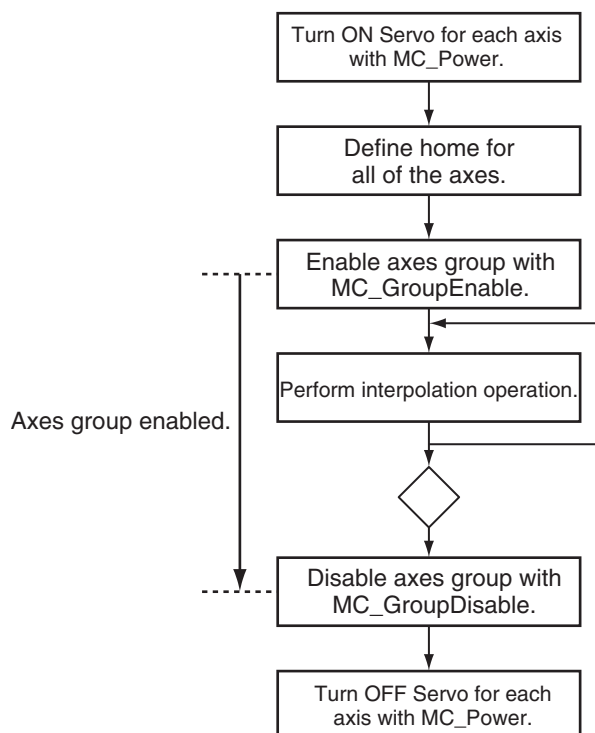 Turn ON Servo for each axis
with MC_Power.
Define home for
all of the axes.
Enable axes group with
MC_GroupEnable.
Perform interpolation operation.
Axes group enabled.
Disable axes group with
MC_GroupDisable.
Turn OFF Servo for each
axis with MC_Power.